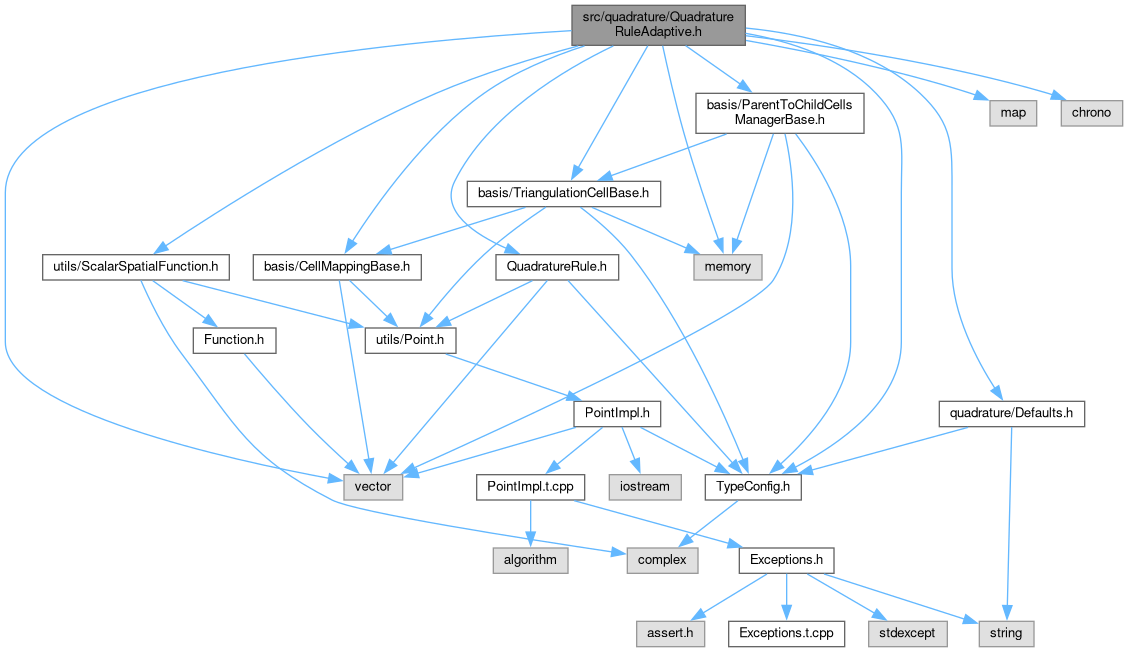 src/quadrature/Quadrature
RuleAdaptive.h
basis/ParentToChildCells
ManagerBase.h
map
chrono
basis/TriangulationCellBase.h
utils/ScalarSpatialFunction.h
basis/CellMappingBase.h
QuadratureRule.h
memory
Function.h
utils/Point.h
PointImpl.h
quadrature/Defaults.h
vector
PointImpl.t.cpp
iostream
TypeConfig.h
algorithm
complex
Exceptions.h
assert.h
Exceptions.t.cpp
stdexcept
string